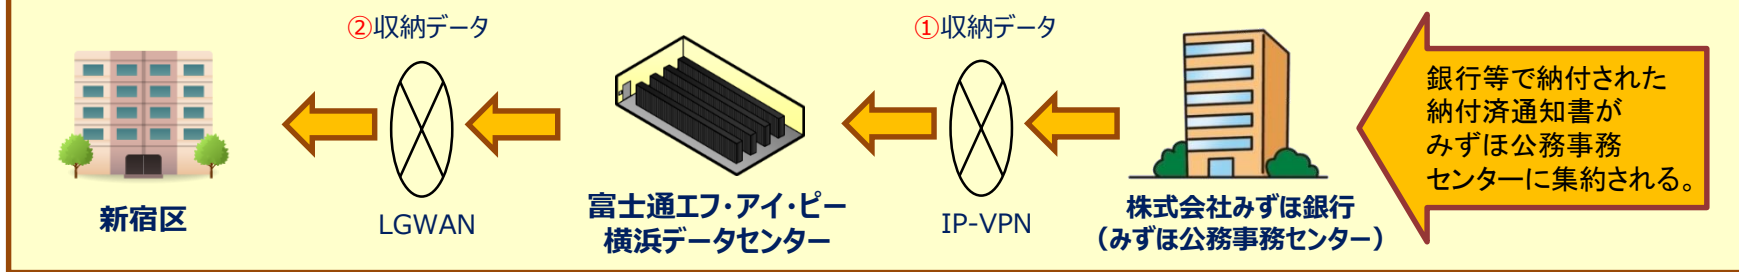 ②収納データ
①収納データ
銀行等で納付された
納付済通知書が
みずほ公務事務
センターに集約される。
新宿区
LGWAN
富士通エフ・アイ・ピー
横浜データセンター
IP-VPN
株式会社みずほ銀行
（みずほ公務事務センター）